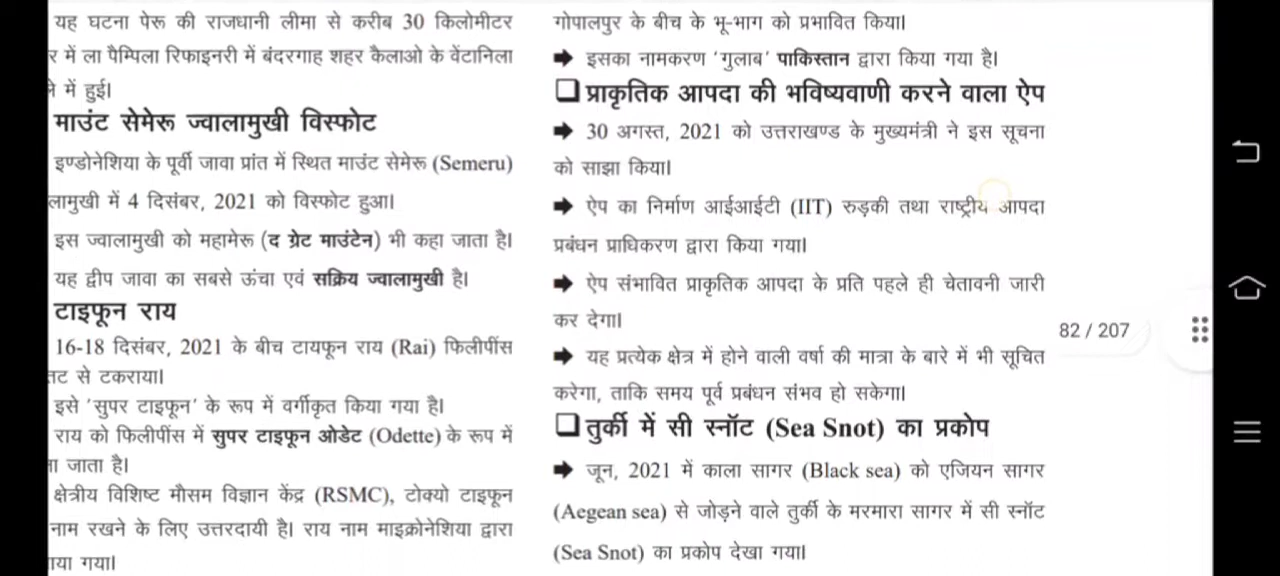 यह घटना पेरू की राजधानी लीमा से करीब 30 किलोमीटर
र में ला पैम्पिला रिफाइनरी में बंदरगाह शहर कैलाओ के वेंटानिला
में हुई।
माउंट सेमेरू ज्वालामुखी विस्फोट
इण्डोनेशिया के पूर्वी जावा प्रांत में स्थित माउंट सेमेरू (Semeru)
लामुखी में 4 दिसंबर, 2021 को विस्फोट हुआ।
इस ज्वालामुखी को महामेरू (द ग्रेट माउंटेन) भी कहा जाता है।
यह द्वीप जावा का सबसे ऊंचा एवं सक्रिय ज्वालामुखी है।
टाइफून राय
16-18 दिसंबर, 2021 के बीच टायफून राय (Rai) फिलीपींस
तट से टकराया।
इसे 'सुपर टाइफून' के रूप में वर्गीकृत किया गया है।
राय को फिलीपींस में सुपर टाइफून ओडेट (Odette) के रूप में
ना जाता है।
क्षेत्रीय विशिष्ट मौसम विज्ञान केंद्र (RSMC), टोक्यो टाइफून
नाम रखने के लिए उत्तरदायी है। राय नाम माइक्रोनेशिया द्वारा
या गया।
गोपालपुर के बीच के भू-भाग को प्रभावित किया।
➡ इसका नामकरण 'गुलाब' पाकिस्तान द्वारा किया गया है।
❑ प्राकृतिक आपदा की भविष्यवाणी करने वाला ऐप
➡ 30 अगस्त, 2021 को उत्तराखण्ड के मुख्यमंत्री ने इस सूचना
को साझा किया।
➡ ऐप का निर्माण आईआईटी (IIT) रुड़की तथा राष्ट्रीय आपदा
प्रबंधन प्राधिकरण द्वारा किया गया।
➡ ऐप संभावित प्राकृतिक आपदा के प्रति पहले ही चेतावनी जारी
कर देगा।
➡ यह प्रत्येक क्षेत्र में होने वाली वर्षा की मात्रा के बारे में भी सूचित
करेगा, ताकि समय पूर्व प्रबंधन संभव हो सकेगा।
❑ तुर्की में सी स्नॉट (Sea Snot) का प्रकोप
➡ जून, 2021 में काला सागर (Black sea) को एजियन सागर
(Aegean sea) से जोड़ने वाले तुर्की के मरमारा सागर में सी स्नॉट
(Sea Snot) का प्रकोप देखा गया।
82 / 207